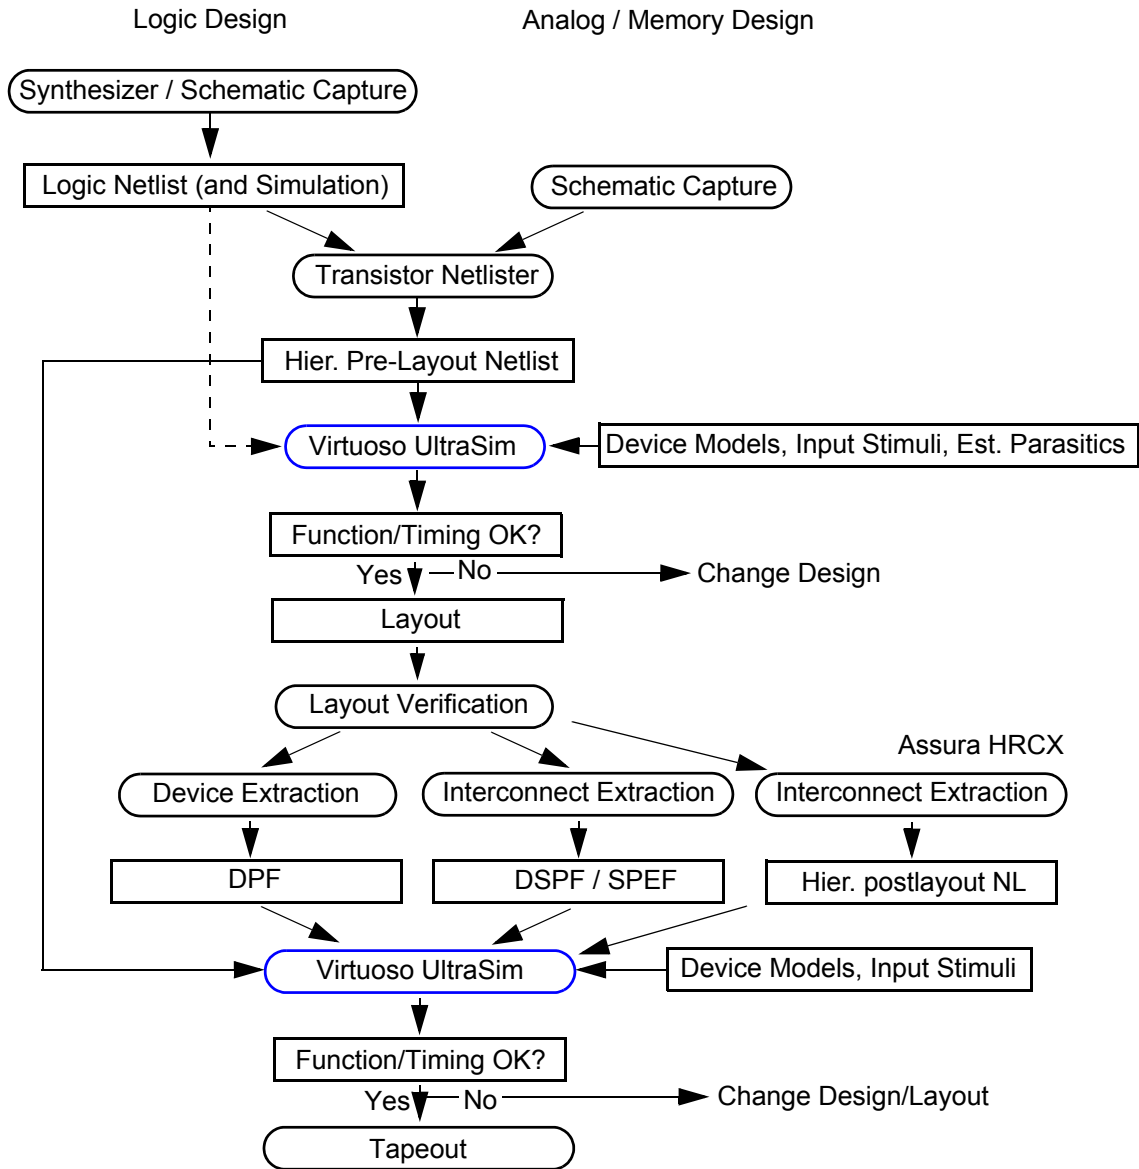 Logic Design
Analog / Memory Design
Synthesizer / Schematic Capture
Logic Netlist (and Simulation)
Schematic Capture
Transistor Netlister
Hier. Pre-Layout Netlist
Virtuoso UltraSim
Device Models, Input Stimuli, Est. Parasitics
Function/Timing OK?
Yes
No
Change Design
Layout
Layout Verification
Assura HRCX
Device Extraction
Interconnect Extraction
Interconnect Extraction
DPF
DSPF / SPEF
Hier. postlayout NL
Virtuoso UltraSim
Device Models, Input Stimuli
Function/Timing OK?
Yes
No
Change Design/Layout
Tapeout